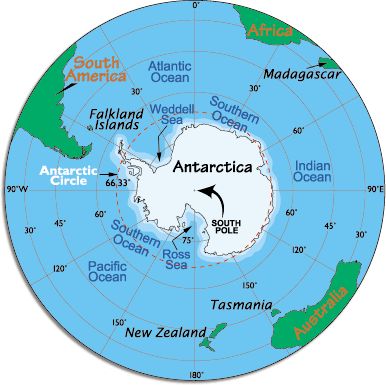 0°
Africa
South
America
Madagascar
Atlantic
Ocean
30°
30°
Falkland
Islands
Weddell
Sea
Southern
Ocean
60°
60°
Antarctic
Circle
66.33°
Antarctica
Indian
Ocean
90°W
30°
45°
60°
60°
45°
30°
90°E
SOUTH
POLE
75°
Southern
Ocean
Ross
Sea
Pacific
Ocean
120°
120°
Tasmania
Australia
New Zealand
150°
150°
180°